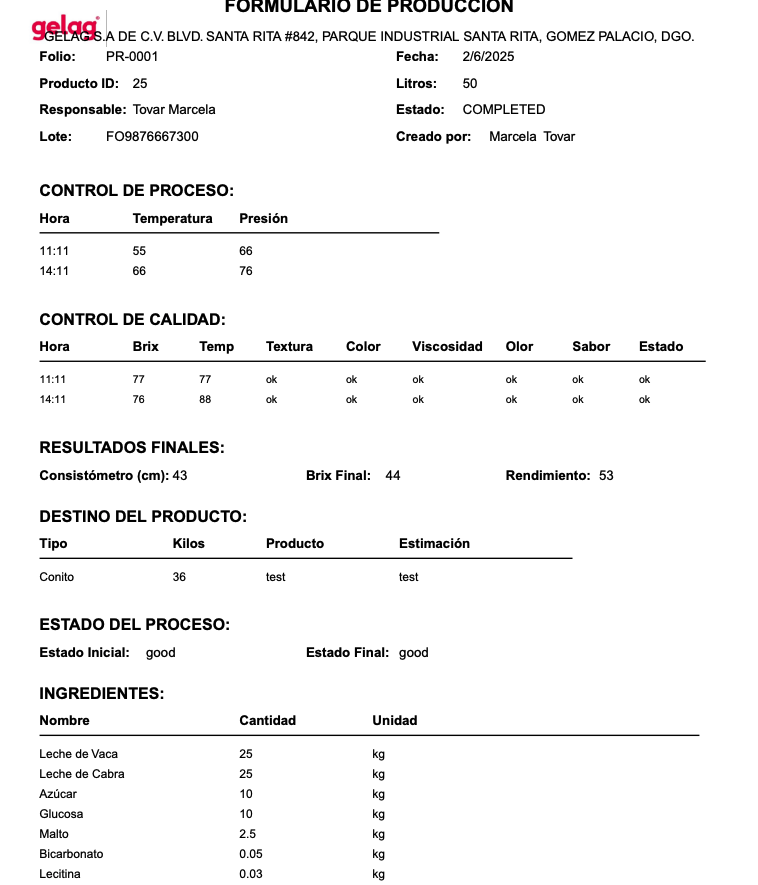 FORMULARIO DE PRODUCCIÓN
gelag
GELAG S.A DE C.V. BLVD. SANTA RITA #842, PARQUE INDUSTRIAL SANTA RITA, GOMEZ PALACIO, DGO.
Folio: PR-0001 Fecha: 2/6/2025
Producto ID: 25 Litros: 50
Responsable: Tovar Marcela Estado: COMPLETED
Lote: FO9876667300 Creado por: Marcela Tovar
CONTROL DE PROCESO:
Hora Temperatura Presión
11:11 55 66
14:11 66 76
CONTROL DE CALIDAD:
Hora Brix Temp Textura Color Viscosidad Olor Sabor Estado
11:11 77 77 ok ok ok ok ok ok
14:11 76 88 ok ok ok ok ok ok
RESULTADOS FINALES:
Consistómetro (cm): 43 Brix Final: 44 Rendimiento: 53
DESTINO DEL PRODUCTO:
Tipo Kilos Producto Estimación
Conito 36 test test
ESTADO DEL PROCESO:
Estado Inicial: good Estado Final: good
INGREDIENTES:
Nombre Cantidad Unidad
Leche de Vaca 25 kg
Leche de Cabra 25 kg
Azúcar 10 kg
Glucosa 10 kg
Malto 2.5 kg
Bicarbonato 0.05 kg
Lecitina 0.03 kg